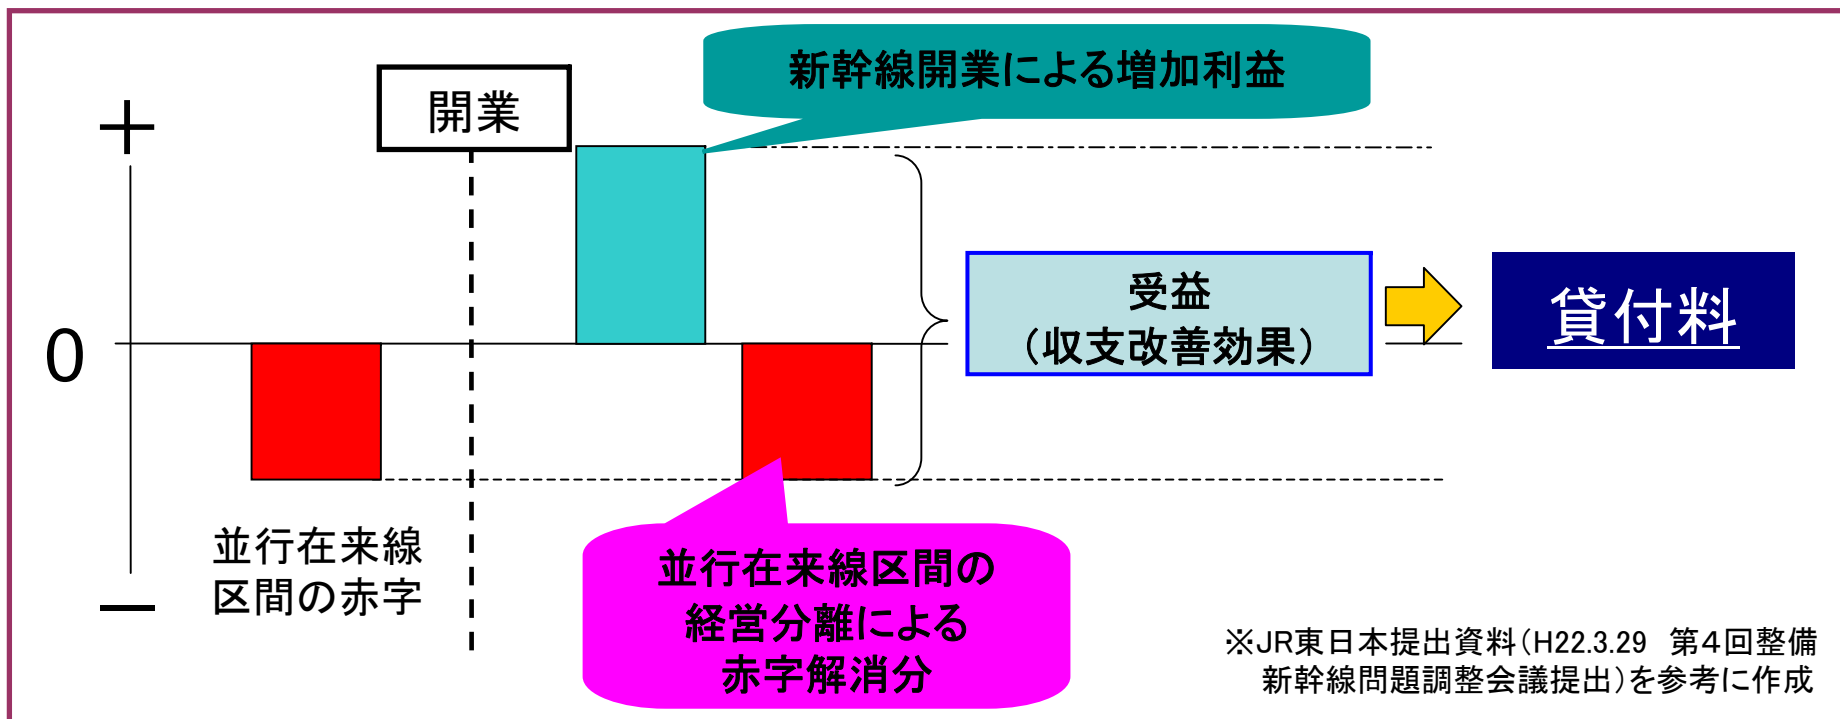 新幹線開業による増加利益
開業
＋
0
－
受益
（収支改善効果）
貸付料
並行在来線
区間の赤字
並行在来線区間の
経営分離による
赤字解消分
※JR東日本提出資料（H22.3.29　第４回整備
新幹線問題調整会議提出）を参考に作成